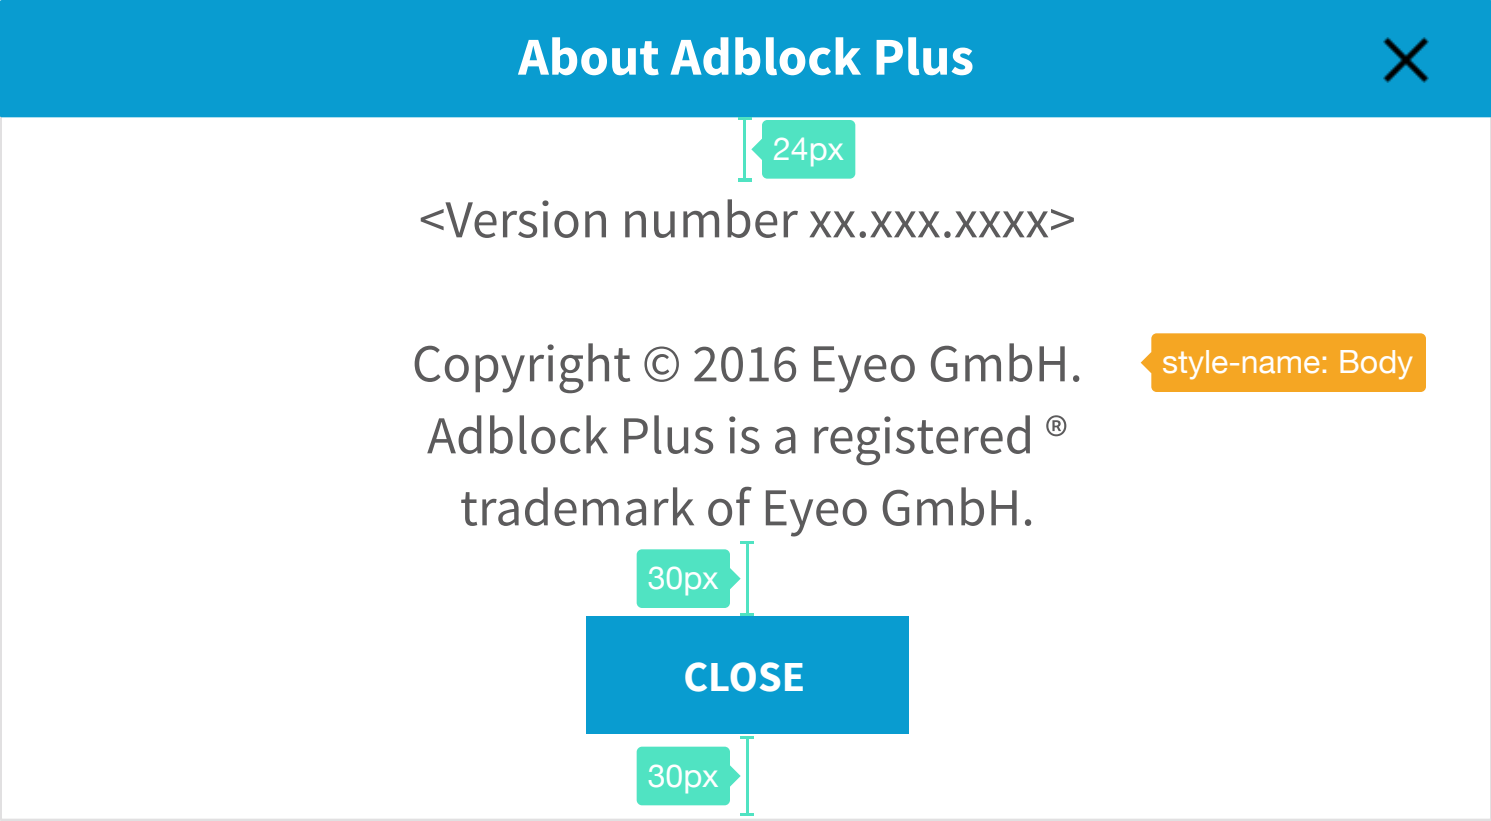 About Adblock Plus
24px
<Version number xx.xxx.xxxx>
Copyright © 2016 Eyeo GmbH.
style-name: Body
Adblock Plus is a registered ®
trademark of Eyeo GmbH.
30px
CLOSE
30px